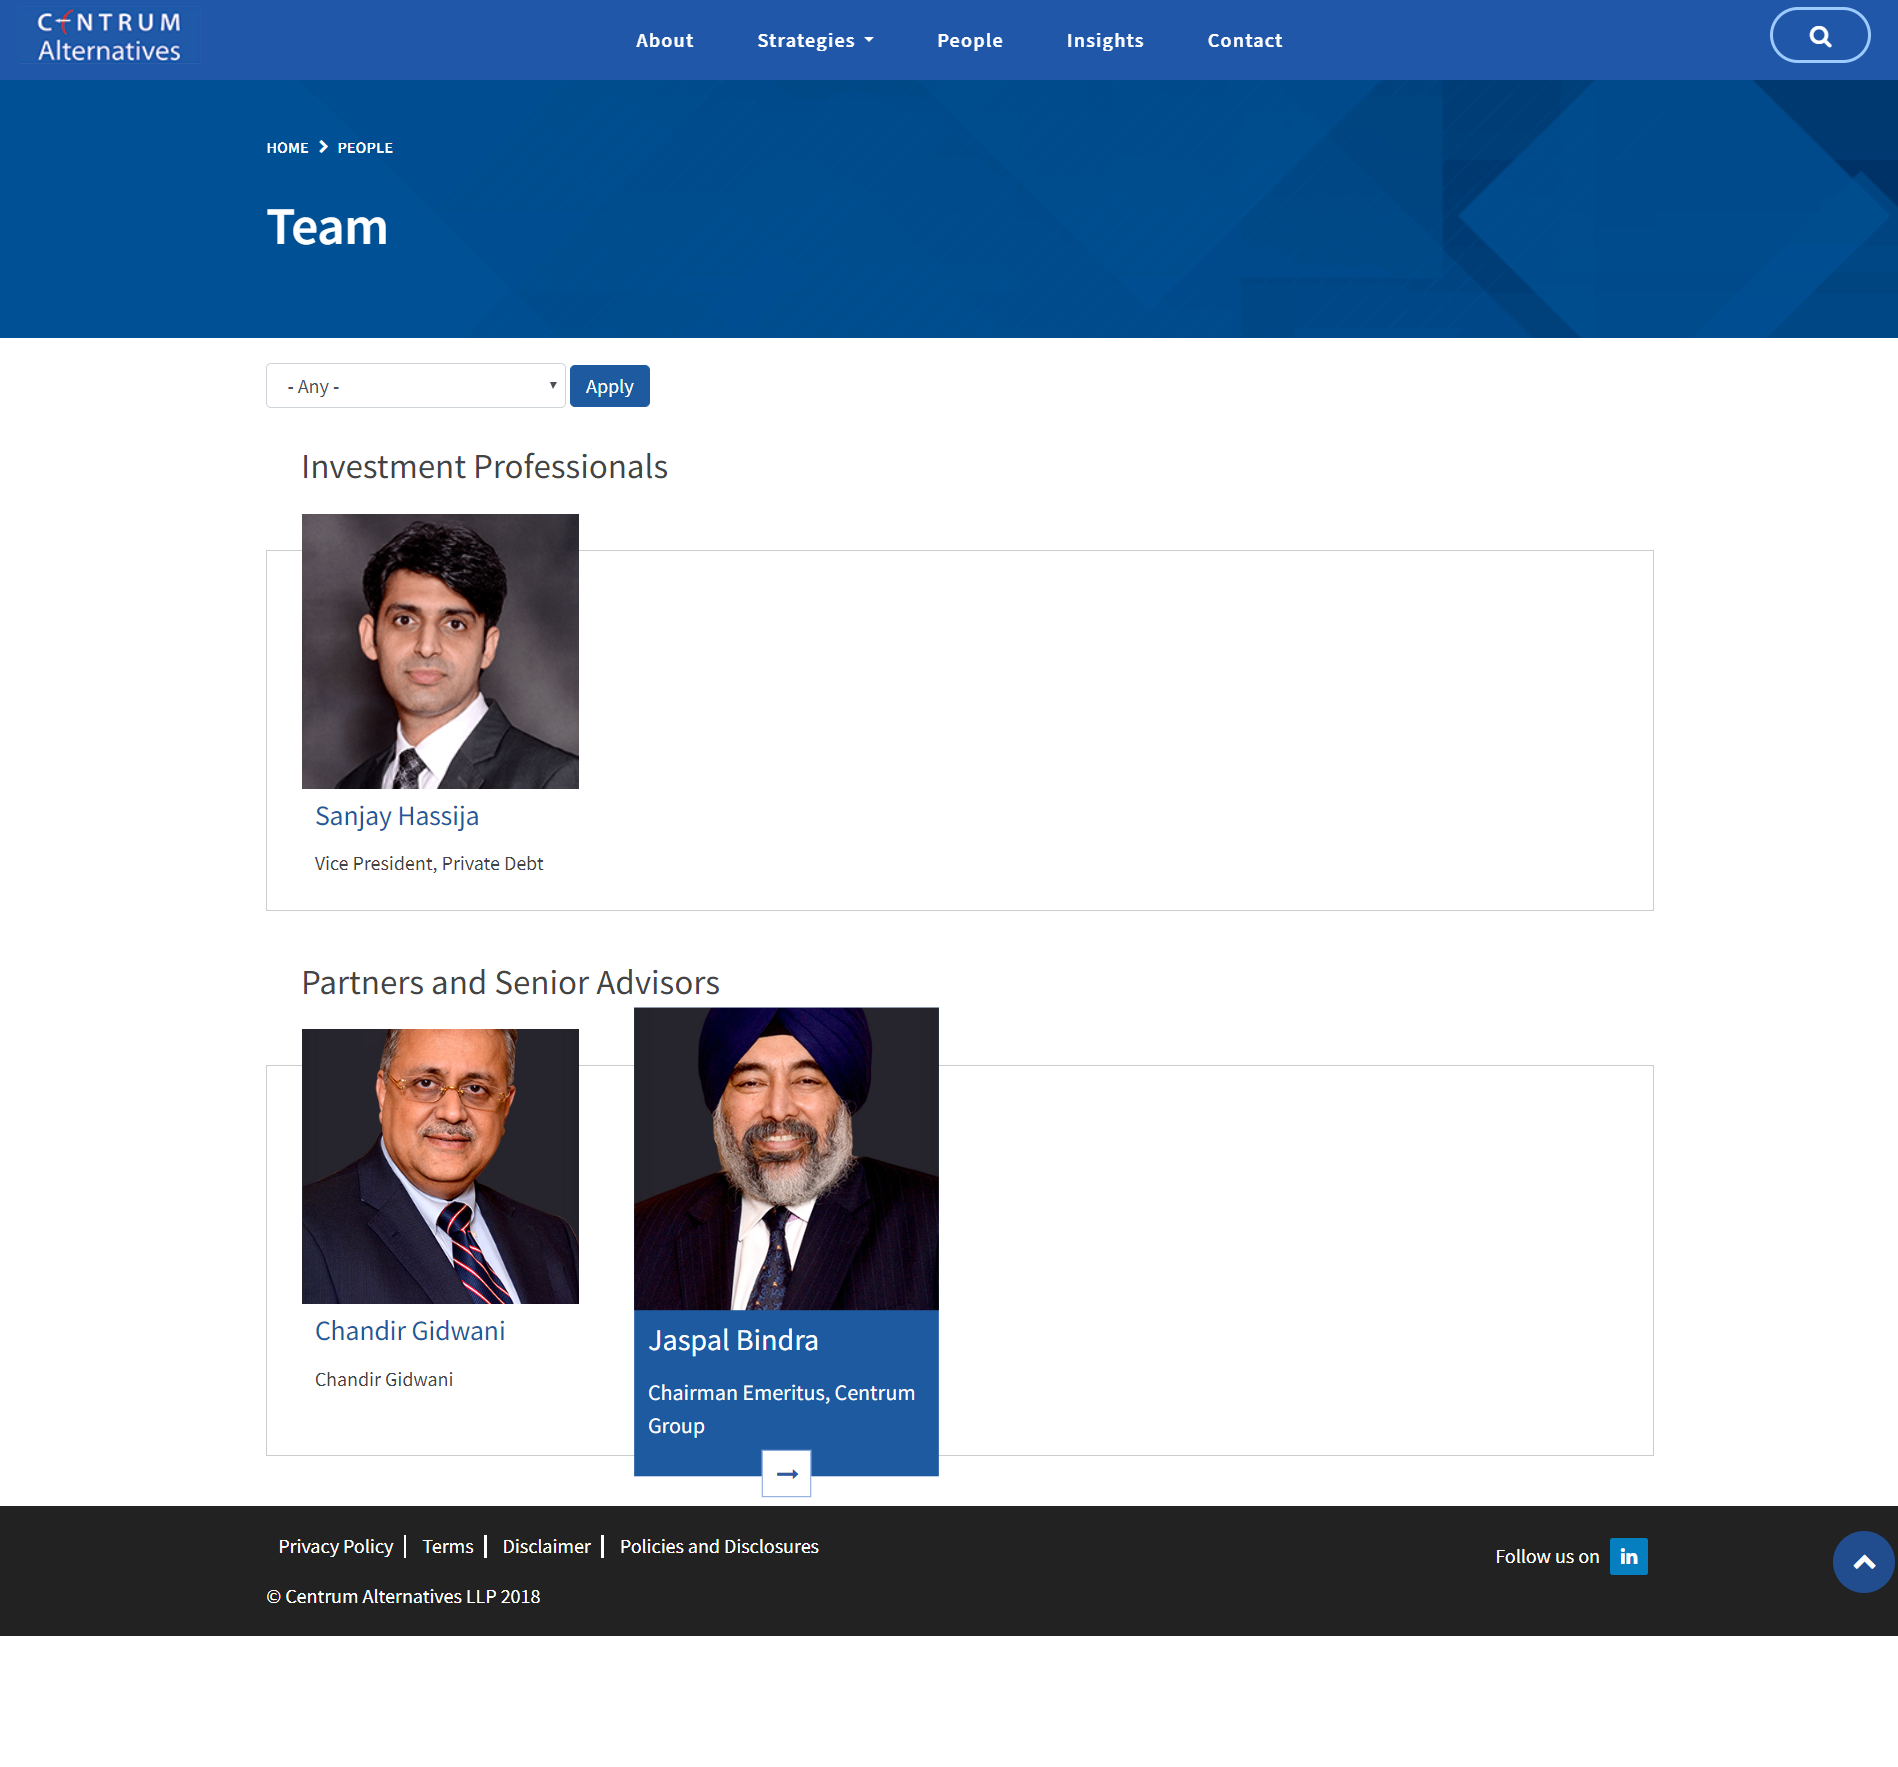 CENTRUM
Alternatives
About Strategies People Insights Contact
HOME PEOPLE
Team
- Any - Apply
Investment Professionals
Sanjay Hassija
Vice President, Private Debt
Partners and Senior Advisors
Chandir Gidwani
Chandir Gidwani
Jaspal Bindra
Chairman Emeritus, Centrum
Group
Privacy Policy Terms Disclaimer Policies and Disclosures
Follow us on in
© Centrum Alternatives LLP 2018